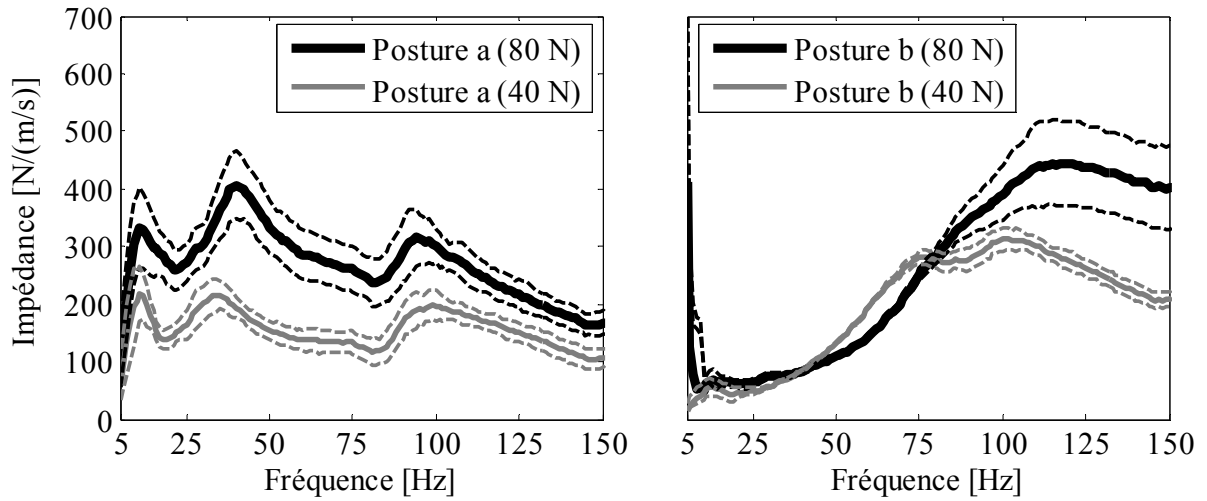 700
600
500
400
300
200
100
0
Impédance [N/(m/s)]
Posture a (80 N)
Posture a (40 N)
5 25 50 75 100 125 150
Fréquence [Hz]
Posture b (80 N)
Posture b (40 N)
5 25 50 75 100 125 150
Fréquence [Hz]